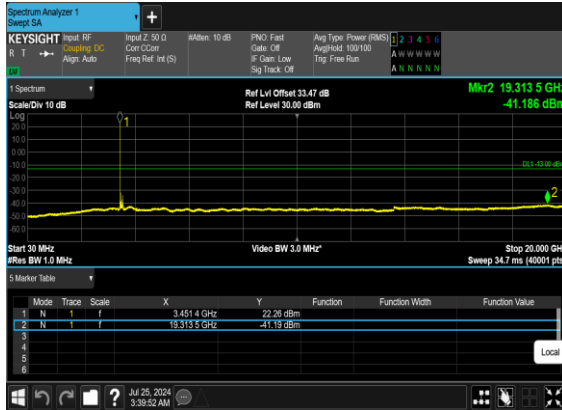 Spectrum Analyzer 1
Swept SA
+
KEYSIGHT Input: RF Input Z: 50 Ω #Atten: 10 dB PNO: Fast Avg Type: Power (RMS) 1 2 3 4 5 6
R T Coupling: DC Corr CCorr Gate: Off Avg|Hold: 100/100 A W W W W W
Align: Auto Freq Ref: Int (S) IF Gain: Low Trig: Free Run
Sig Track: Off A N N N N N
1 Spectrum
Ref Lvl Offset 33.47 dB Mkr2 19.313 5 GHz
Scale/Div 10 dB Ref Level 30.00 dBm -41.186 dBm
Log
20.0
10.0
0.00
-10.0
-20.0
-30.0
-40.0
-50.0
-60.0
1
DL1 -13.00 dBm
2
Start 30 MHz Video BW 3.0 MHz* Stop 20.000 GH
#Res BW 1.0 MHz Sweep 34.7 ms (40001 pts
5 Marker Table
Mode Trace Scale X Y Function Function Width Function Value
1 N 1 f 3.451 4 GHz 22.26 dBm
2 N 1 f 19.313 5 GHz -41.19 dBm
3
4
5
6
Local
? Jul 25, 2024
3:39:52 AM